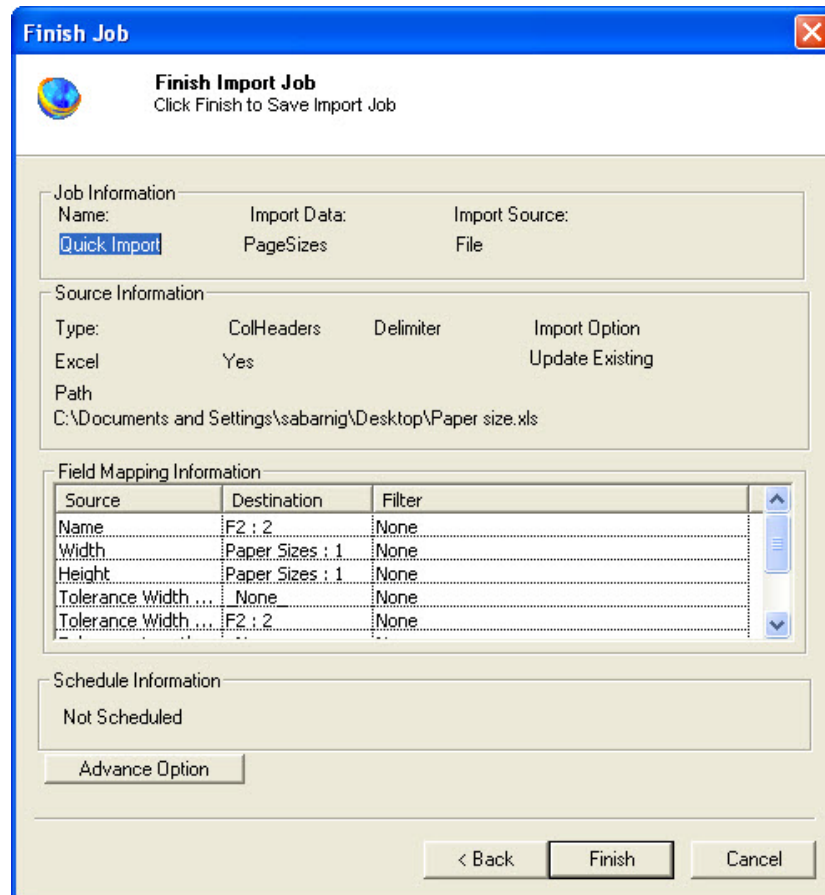 Finish Job
Finish Import Job
Click Finish to Save Import Job
Job Information
Name: Import Data: Import Source:
Quick Import PageSizes File
Source Information
Type: ColHeaders Delimiter Import Option
Excel Yes Update Existing
Path
C:\Documents and Settings\sabarnig\Desktop\Paper size.xls
Field Mapping Information
Source Destination Filter
Name F2 : 2 None
Width Paper Sizes : 1 None
Height Paper Sizes : 1 None
Tolerance Width ... _None_ None
Tolerance Width ... F2 : 2 None
Schedule Information
Not Scheduled
Advance Option
< Back Finish Cancel